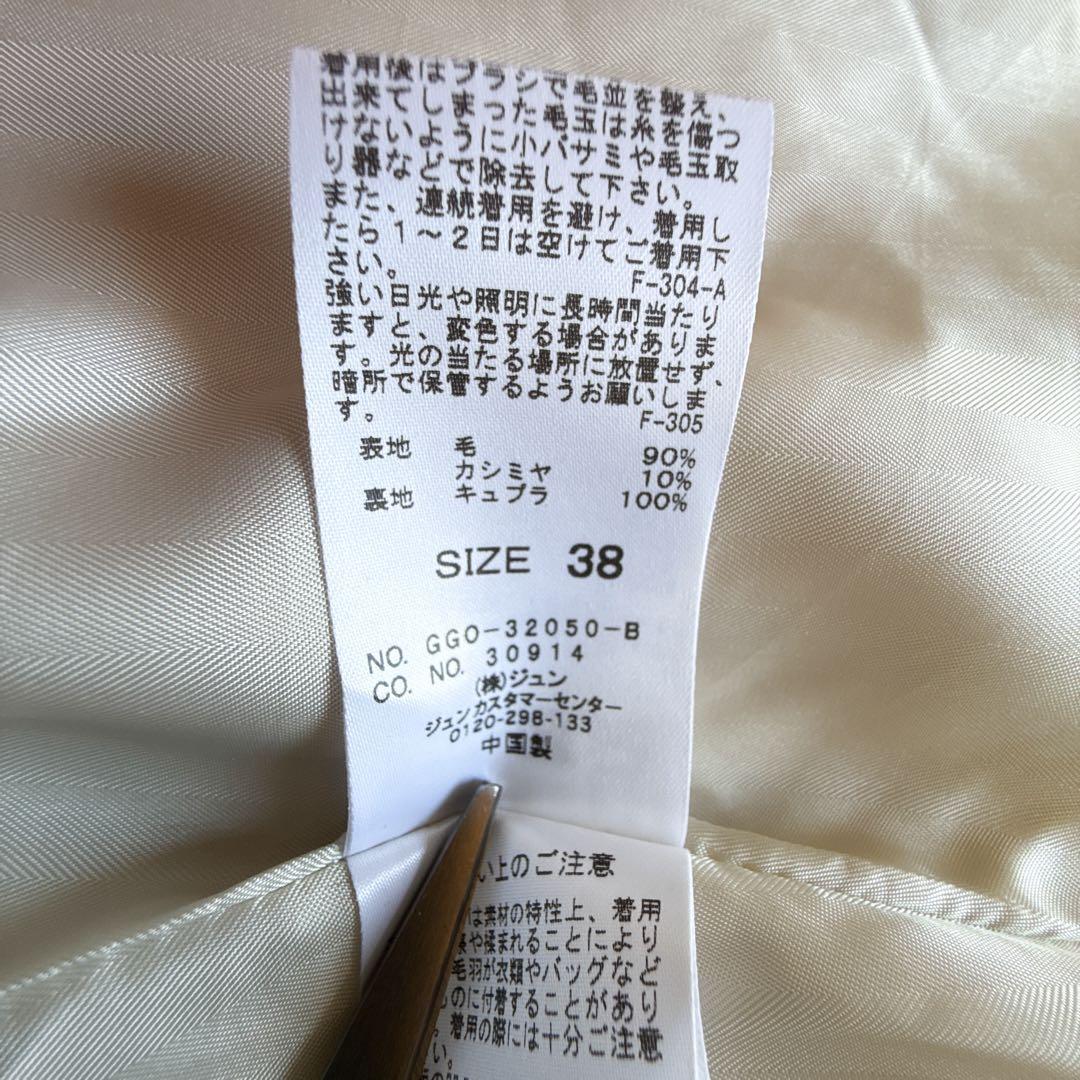 着用後はブラシで毛並を整え、
出来てしまった毛玉は糸を傷つ
けないように小バサミや毛玉取
り器などで除去して下さい。
また、連続着用を避け、着用し
たら、1～2日は空けてご着用下
さい。
F-304-A
強い日光や照明に長時間当たり
ますと、変色する場合がありま
す。光の当たる場所に放置せず、
暗所で保管するようお願いしま
す。
F-305
表地 毛 90%
カシミヤ 10%
裏地 キュプラ 100%
SIZE 38
NO. GGO-32050-B
CO. NO. 30914
(株)ジュン
ジュンカスタマーセンター
0120-298-133
中国製
い上のご注意
は素材の特性上、着用
や揉まれることにより
毛羽が衣類やバッグなど
のに付着することがあり
着用の際には十分ご注意
い。